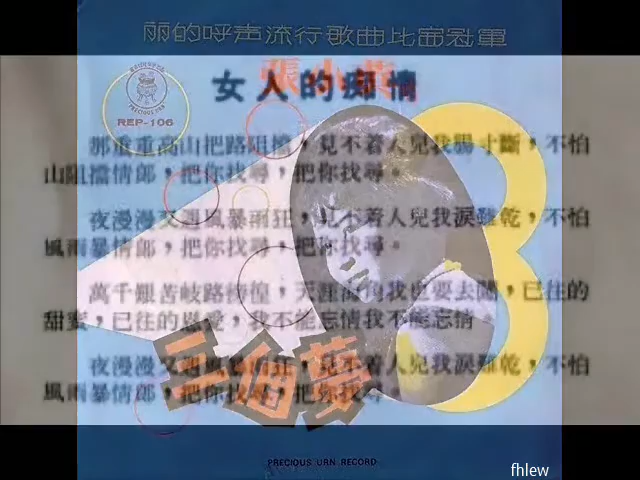 丽的呼声流行歌曲比赛冠軍
張小
女人的痴情
PRECIOUS URN
REP-106
那重重高山把路阻擋，見不着人兒我腸寸斷，不怕
山阻擋情郎，把你找尋，把你找尋。
夜漫漫又遇風暴雨狂，見不着人兒我淚難乾，不怕
風雨暴情郎，把你找尋，把你找尋。
萬千艱苦岐路徬徨，天涯海角我也要去闖，已往的
甜蜜，已往的恩愛，我不能忘情我不能忘情
夜漫漫又遇風暴雨狂，見不着人兒我淚難乾，不怕
風雨暴情郎，把你找尋，把你找尋。
三個夢
PRECIOUS URN RECORD
fhlew